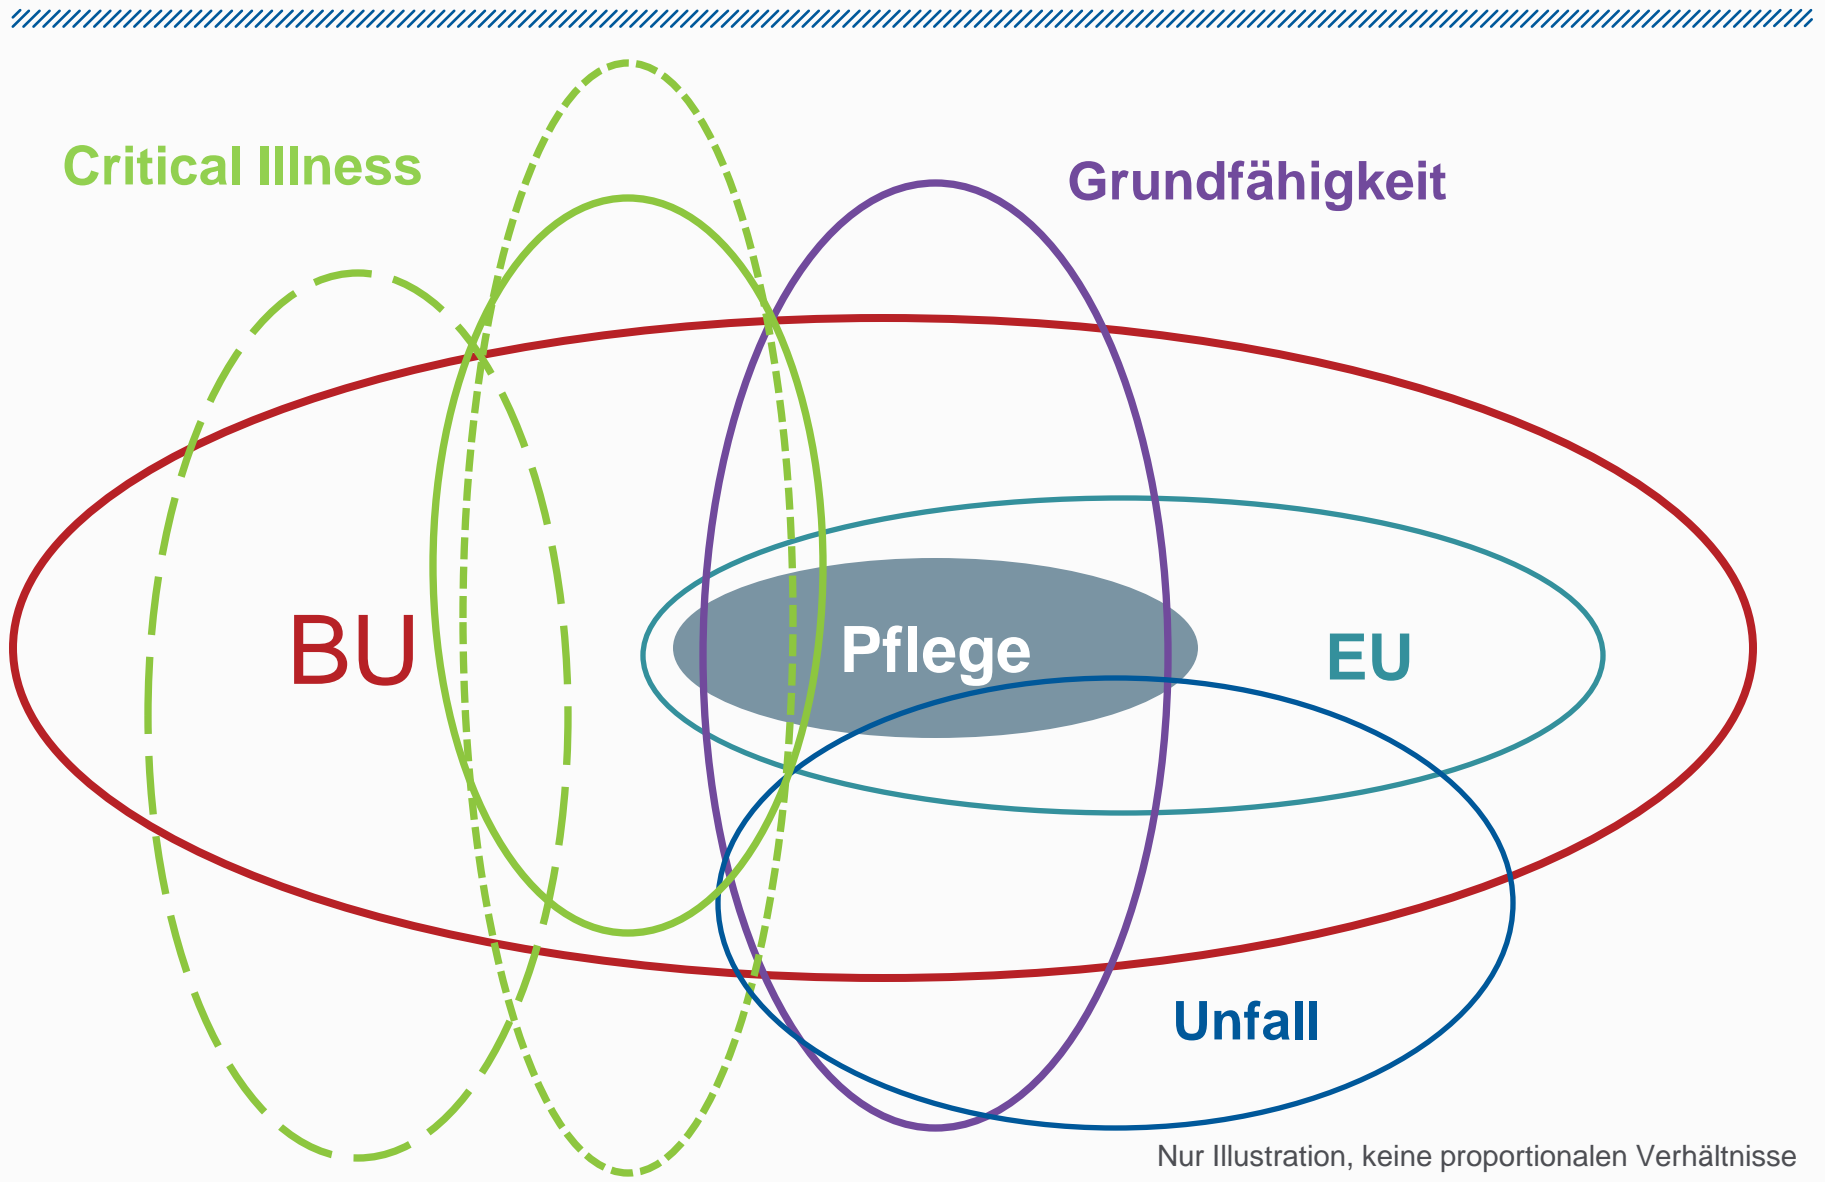 Critical Illness
Grundfähigkeit
BU
Pflege
EU
Unfall
Nur Illustration, keine proportionalen Verhältnisse